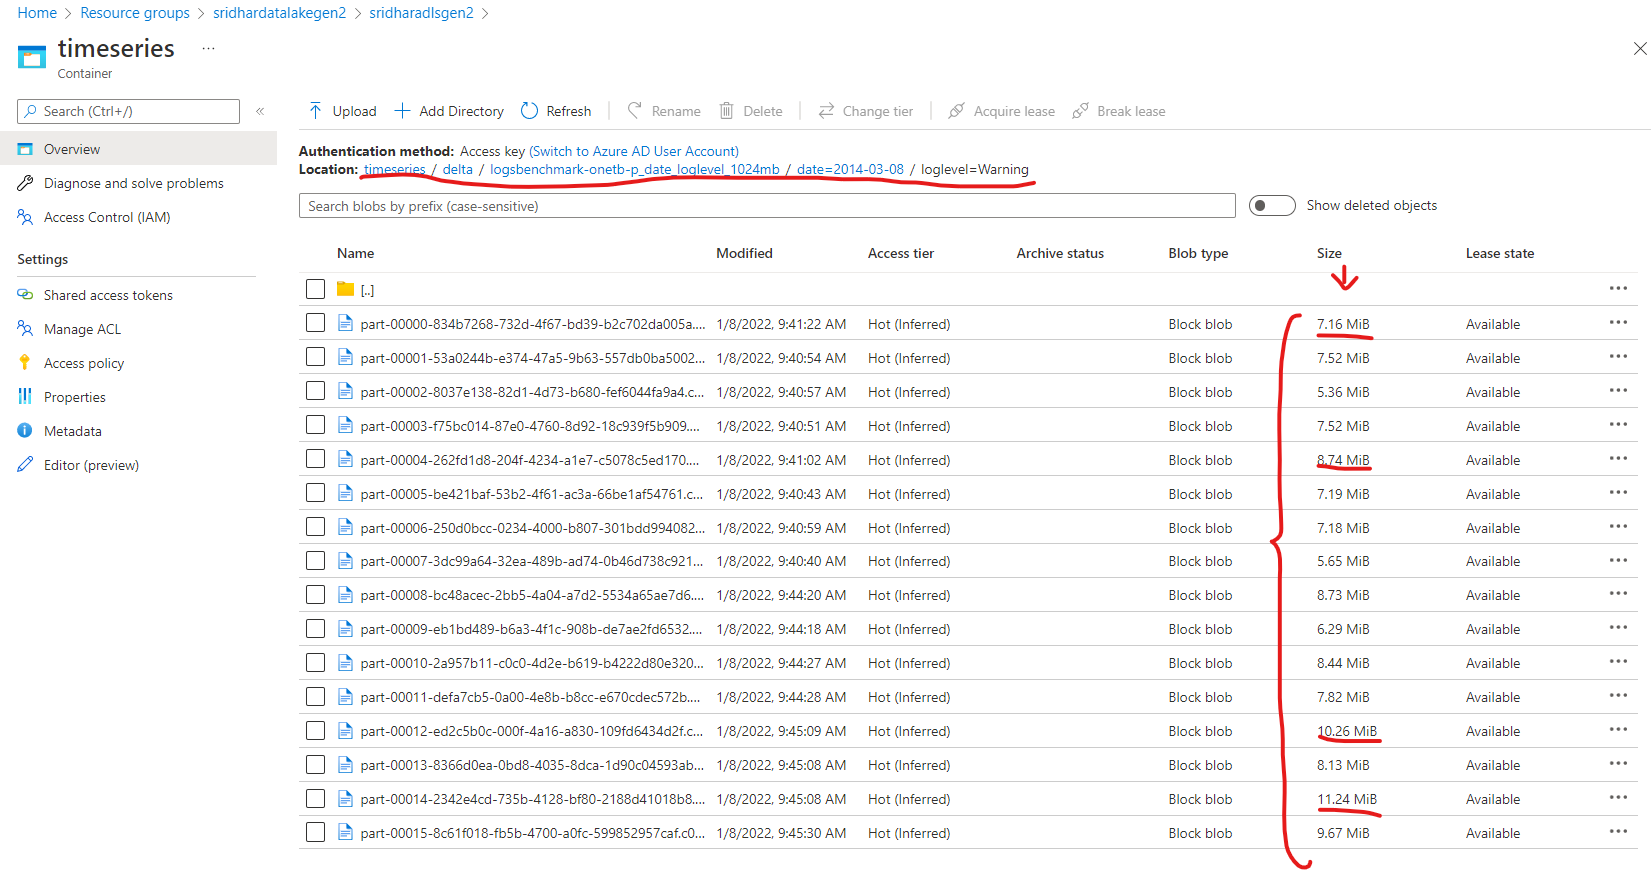 Home > Resource groups > sridhardatalakegen2 > sridharadlsgen2 >
timeseries ...
Container
Search (Ctrl+/) «
Overview
Diagnose and solve problems
Access Control (IAM)
Settings
Shared access tokens
Manage ACL
Access policy
Properties
Metadata
Editor (preview)
Upload Add Directory Refresh Rename Delete Change tier Acquire lease Break lease
Authentication method: Access key (Switch to Azure AD User Account)
Location: timeseries / delta / logsbenchmark-onetb-p_date_loglevel_1024mb / date=2014-03-08 / loglevel=Warning
Search blobs by prefix (case-sensitive) Show deleted objects
Name Modified Access tier Archive status Blob type Size Lease state
[..]
part-00000-834b7268-732d-4f67-bd39-b2c702da005a.... 1/8/2022, 9:41:22 AM Hot (Inferred) Block blob 7.16 MiB Available
part-00001-53a0244b-e374-47a5-9b63-557db0ba5002... 1/8/2022, 9:40:54 AM Hot (Inferred) Block blob 7.52 MiB Available
part-00002-8037e138-82d1-4d73-b680-fef6044fa9a4.c... 1/8/2022, 9:40:57 AM Hot (Inferred) Block blob 5.36 MiB Available
part-00003-f75bc014-87e0-4760-8d92-18c939f5b909.... 1/8/2022, 9:40:51 AM Hot (Inferred) Block blob 7.52 MiB Available
part-00004-262fd1d8-204f-4234-a1e7-c5078c5ed170.... 1/8/2022, 9:41:02 AM Hot (Inferred) Block blob 8.74 MiB Available
part-00005-be421baf-53b2-4f61-ac3a-66be1af54761.c... 1/8/2022, 9:40:43 AM Hot (Inferred) Block blob 7.19 MiB Available
part-00006-250d0bcc-0234-4000-b807-301bdd994082... 1/8/2022, 9:40:59 AM Hot (Inferred) Block blob 7.18 MiB Available
part-00007-3dc99a64-32ea-489b-ad74-0b46d738c921... 1/8/2022, 9:40:40 AM Hot (Inferred) Block blob 5.65 MiB Available
part-00008-bc48acec-2bb5-4a04-a7d2-5534a65ae7d6.... 1/8/2022, 9:44:20 AM Hot (Inferred) Block blob 8.73 MiB Available
part-00009-eb1bd489-b6a3-4f1c-908b-de7ae2fd6532.... 1/8/2022, 9:44:18 AM Hot (Inferred) Block blob 6.29 MiB Available
part-00010-2a957b11-c0c0-4d2e-b619-b4222d80e320... 1/8/2022, 9:44:27 AM Hot (Inferred) Block blob 8.44 MiB Available
part-00011-defa7cb5-0a00-4e8b-b8cc-e670cdec572b.... 1/8/2022, 9:44:28 AM Hot (Inferred) Block blob 7.82 MiB Available
part-00012-ed2c5b0c-000f-4a16-a830-109fd6434d2f.c... 1/8/2022, 9:45:09 AM Hot (Inferred) Block blob 10.26 MiB Available
part-00013-8366d0ea-0bd8-4035-8dca-1d90c04593ab... 1/8/2022, 9:45:08 AM Hot (Inferred) Block blob 8.13 MiB Available
part-00014-2342e4cd-735b-4128-bf80-2188d41018b8.... 1/8/2022, 9:45:08 AM Hot (Inferred) Block blob 11.24 MiB Available
part-00015-8c61f018-fb5b-4700-a0fc-599852957caf.c0... 1/8/2022, 9:45:30 AM Hot (Inferred) Block blob 9.67 MiB Available